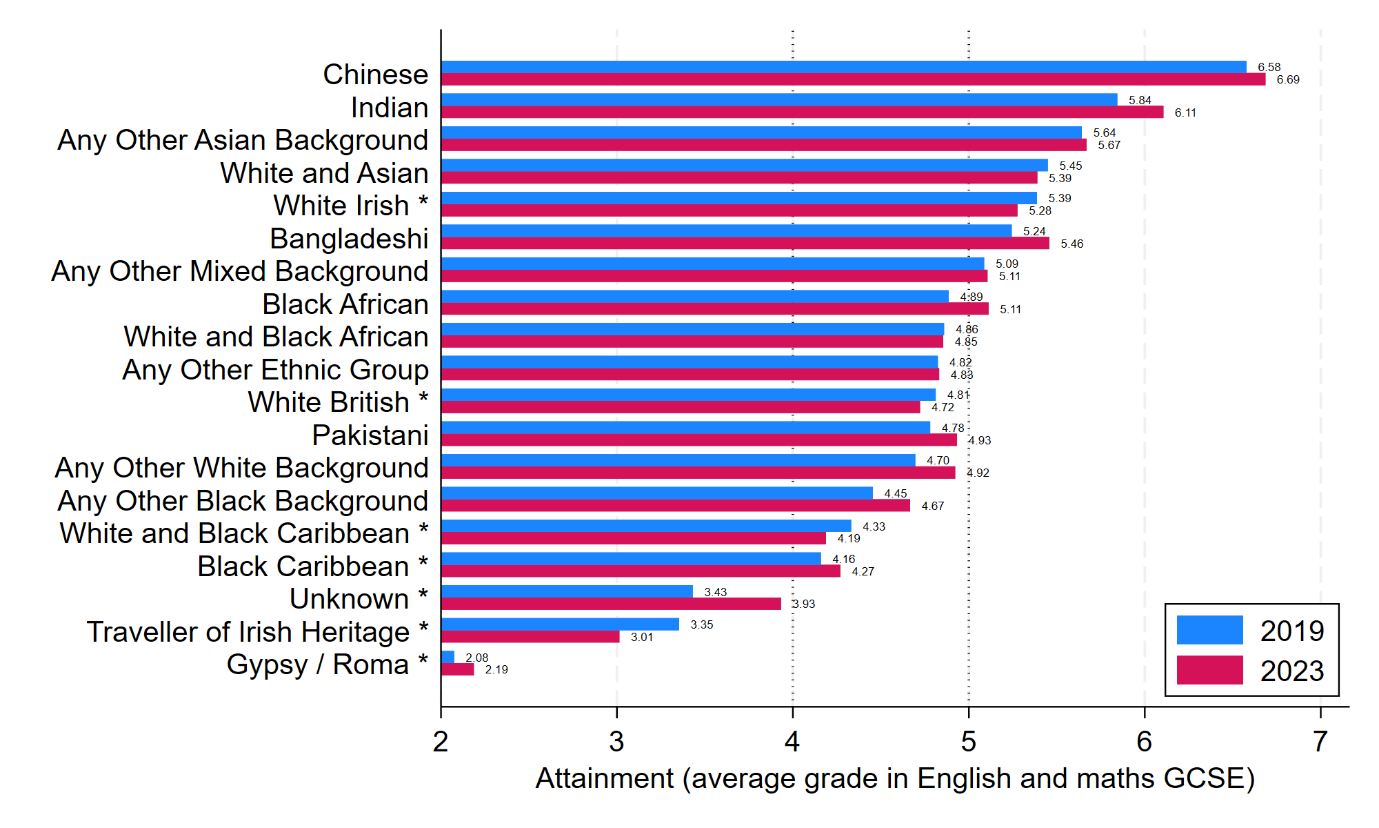 Chinese 6.58
6.69
Indian 5.84
6.11
Any Other Asian Background 5.64
5.67
White and Asian 5.45
5.39
White Irish * 5.39
5.28
Bangladeshi 5.24
5.46
Any Other Mixed Background 5.09
5.11
Black African 4.89
5.11
White and Black African 4.86
4.85
Any Other Ethnic Group 4.82
4.83
White British * 4.81
4.72
Pakistani 4.78
4.93
Any Other White Background 4.70
4.92
Any Other Black Background 4.45
4.67
White and Black Caribbean * 4.33
4.19
Black Caribbean * 4.16
4.27
Unknown * 3.43
3.93
Traveller of Irish Heritage * 3.35
3.01
Gypsy / Roma * 2.08
2.19
2019
2023
2 3 4 5 6 7
Attainment (average grade in English and maths GCSE)